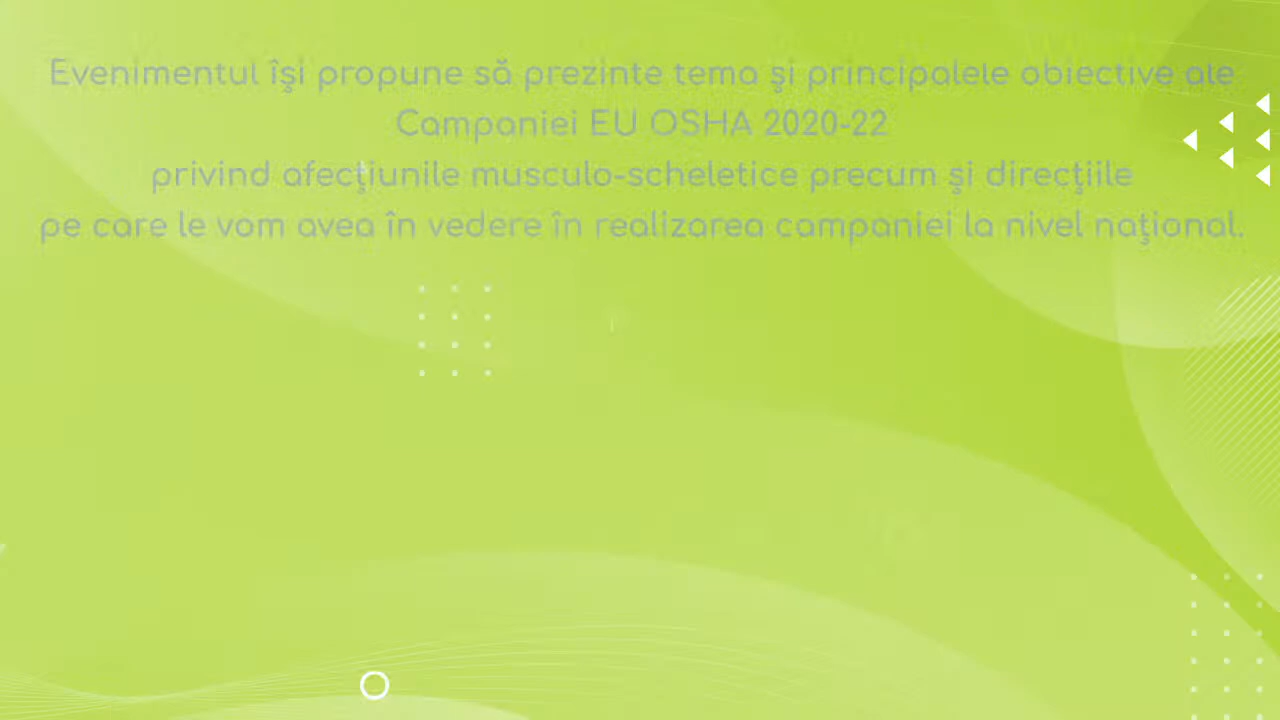 Evenimentul îşi propune să prezinte tema şi principalele obiective ale
Campaniei EU OSHA 2020-22
privind afecţiunile musculo-scheletice precum şi direcţiile
pe care le vom avea în vedere în realizarea campaniei la nivel naţional.